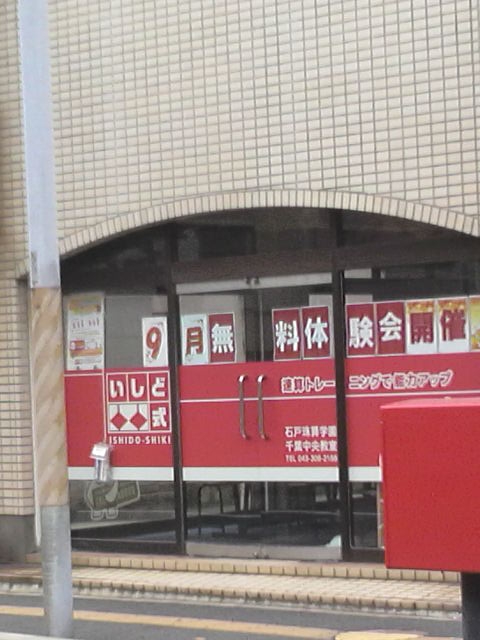 9月無料体験会開催
いしど
式
ISHIDO-SHIKI
速算トレーニングで能力アップ
石戸珠算学園
千葉中央教室